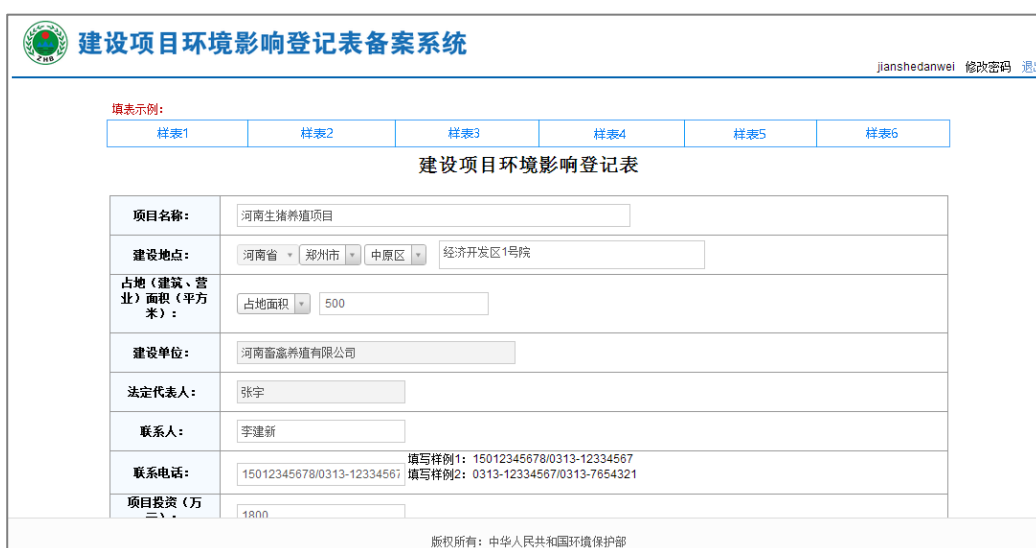 ZHB
建设项目环境影响登记表备案系统
jianshedanwei 修改密码 退出
填表示例：
样表1 样表2 样表3 样表4 样表5 样表6
建设项目环境影响登记表
项目名称： 河南生猪养殖项目
建设地点： 河南省 郑州市 中原区 经济开发区1号院
占地（建筑、营
业）面积（平方
米）： 占地面积 500
建设单位： 河南畜禽养殖有限公司
法定代表人： 张宇
联系人： 李建新
联系电话： 15012345678/0313-12334567
填写样例1：15012345678/0313-12334567
填写样例2：0313-12334567/0313-7654321
项目投资（万
元）： 1800
版权所有：中华人民共和国环境保护部